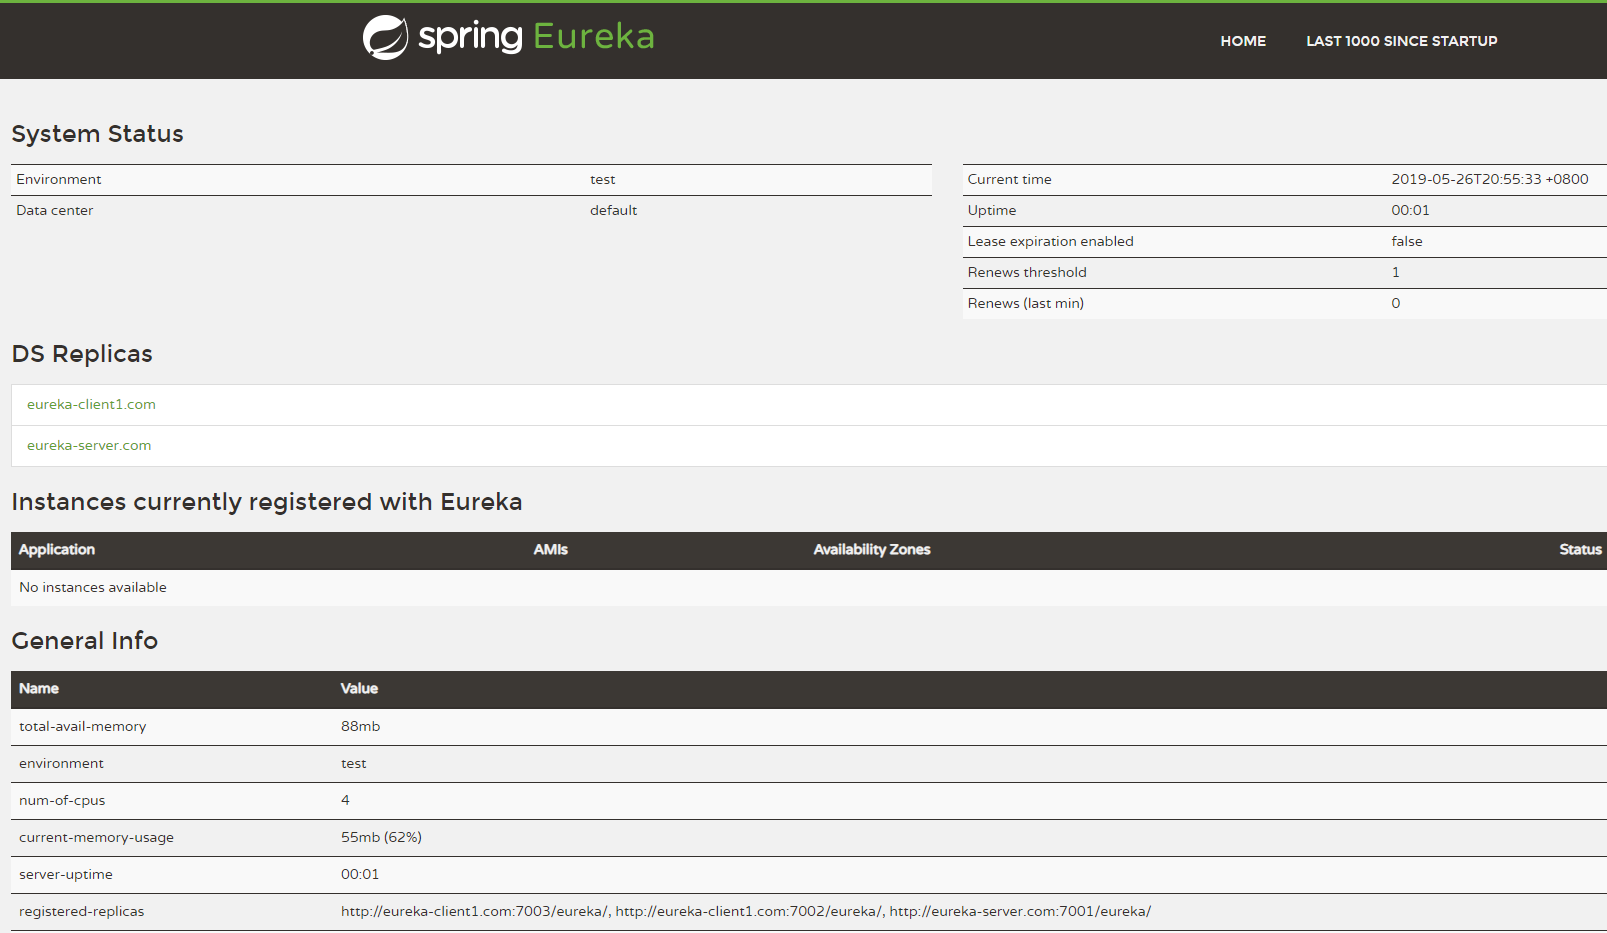 spring Eureka
HOME LAST 1000 SINCE STARTUP
System Status
Environment test
Data center default
Current time 2019-05-26T20:55:33 +0800
Uptime 00:01
Lease expiration enabled false
Renews threshold 1
Renews (last min) 0
DS Replicas
eureka-client1.com
eureka-server.com
Instances currently registered with Eureka
Application AMIs Availability Zones Status
No instances available
General Info
Name Value
total-avail-memory 88mb
environment test
num-of-cpus 4
current-memory-usage 55mb (62%)
server-uptime 00:01
registered-replicas http://eureka-client1.com:7003/eureka/, http://eureka-client1.com:7002/eureka/, http://eureka-server.com:7001/eureka/